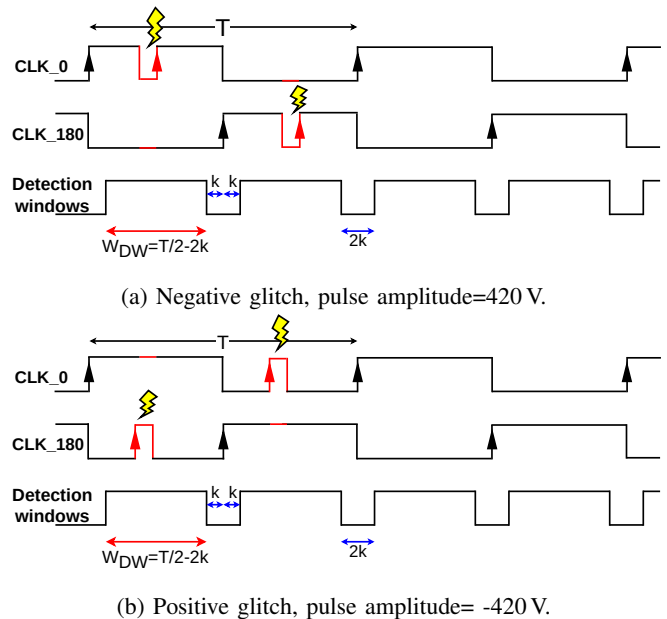 T
CLK_0
CLK_180
Detection windows
k k
W_DW=T/2-2k
2k
(a) Negative glitch, pulse amplitude=420 V.
T
CLK_0
CLK_180
Detection windows
k k
W_DW=T/2-2k
2k
(b) Positive glitch, pulse amplitude= -420 V.